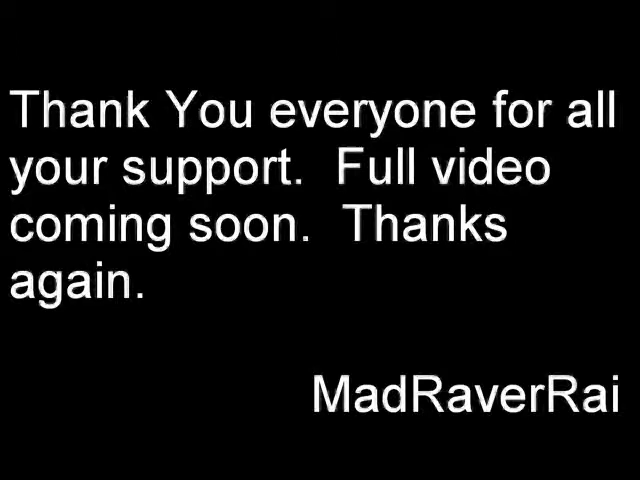 Thank You everyone for all
your support.  Full video
coming soon.  Thanks
again.
MadRaverRai